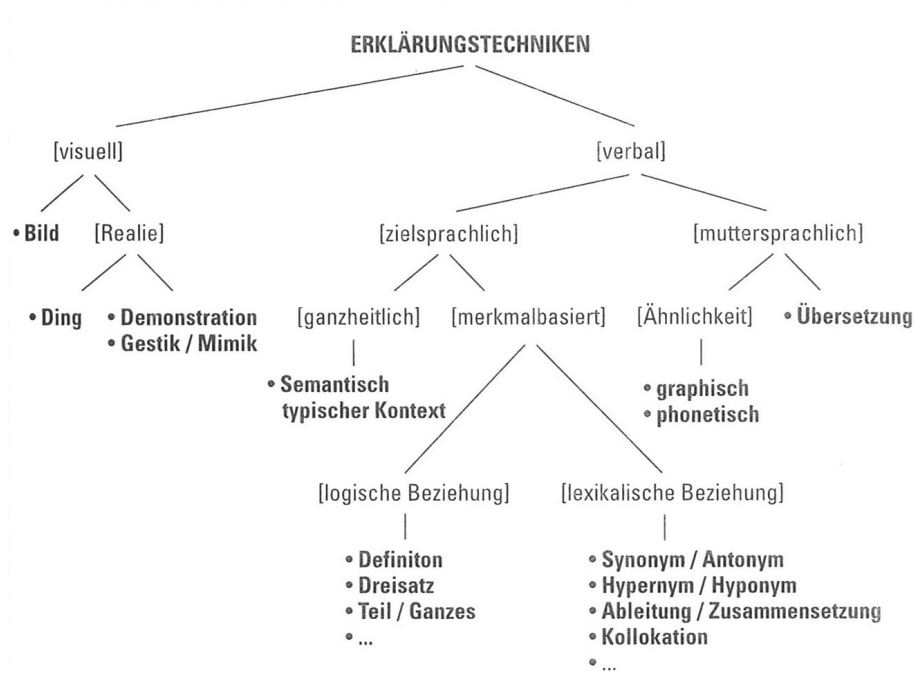 ERKLÄRUNGSTECHNIKEN
[visuell]
[verbal]
• Bild
[Realie]
[zielsprachlich]
[muttersprachlich]
• Ding
• Demonstration
• Gestik / Mimik
[ganzheitlich]
[merkmalbasiert]
[Ähnlichkeit]
• Übersetzung
• Semantisch
typischer Kontext
• graphisch
• phonetisch
[logische Beziehung]
[lexikalische Beziehung]
• Definiton
• Dreisatz
• Teil / Ganzes
• ...
• Synonym / Antonym
• Hypernym / Hyponym
• Ableitung / Zusammensetzung
• Kollokation
• ...